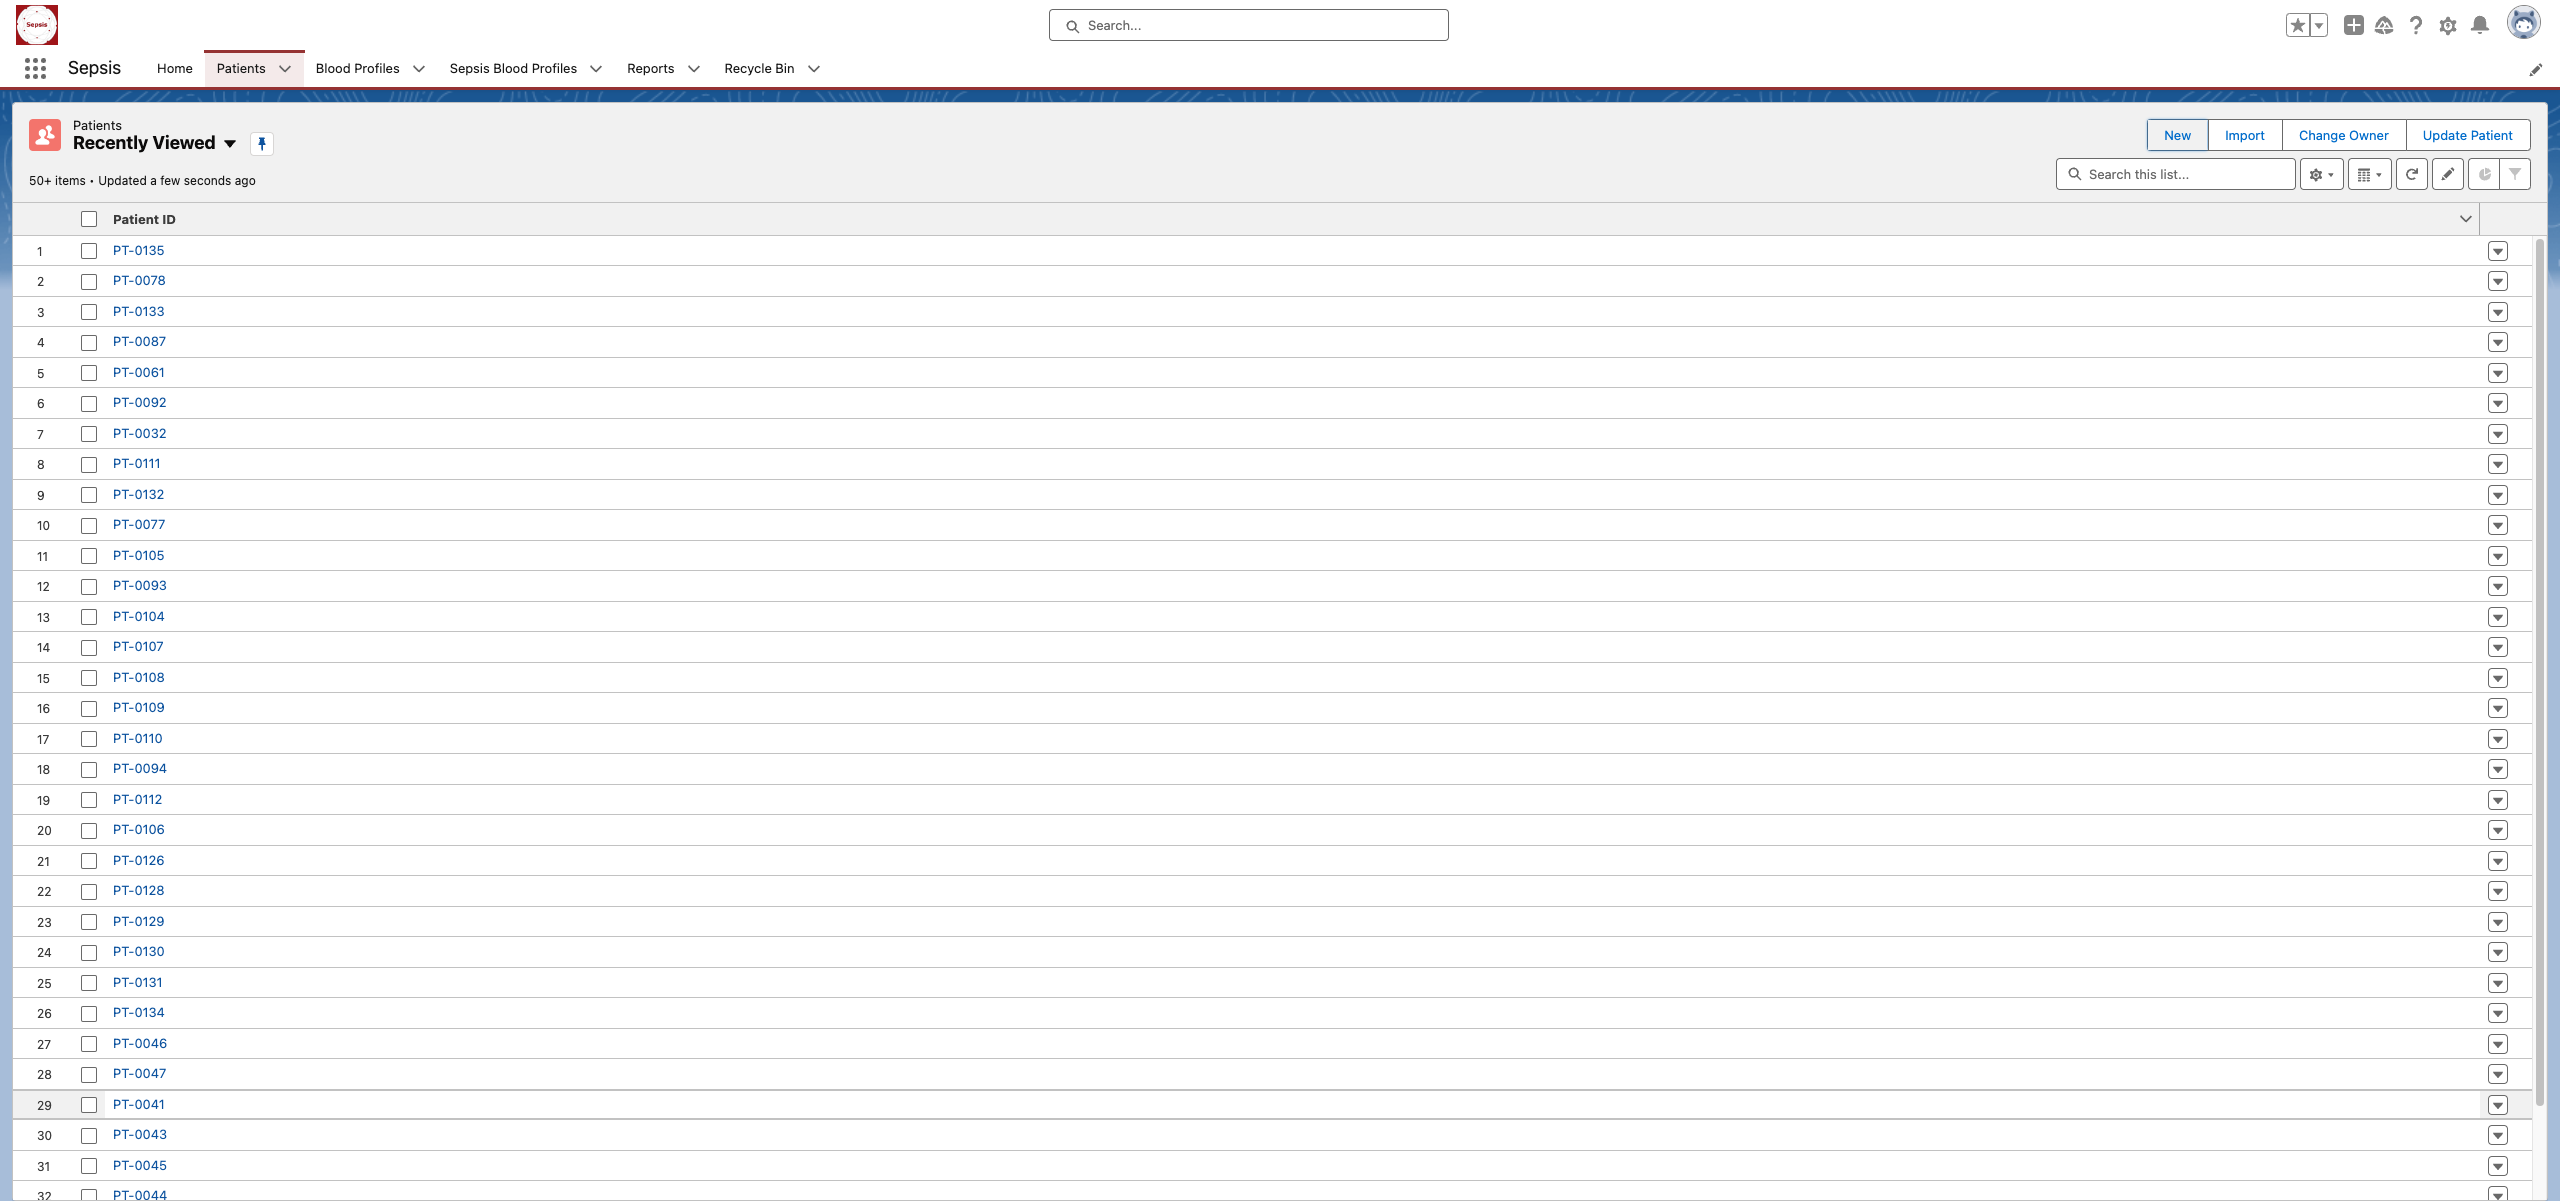 Sepsis
Search...
Sepsis
Home
Patients
Blood Profiles
Sepsis Blood Profiles
Reports
Recycle Bin
Patients
Recently Viewed
New
Import
Change Owner
Update Patient
50+ items • Updated a few seconds ago
Search this list...
Patient ID
1 PT-0135
2 PT-0078
3 PT-0133
4 PT-0087
5 PT-0061
6 PT-0092
7 PT-0032
8 PT-0111
9 PT-0132
10 PT-0077
11 PT-0105
12 PT-0093
13 PT-0104
14 PT-0107
15 PT-0108
16 PT-0109
17 PT-0110
18 PT-0094
19 PT-0112
20 PT-0106
21 PT-0126
22 PT-0128
23 PT-0129
24 PT-0130
25 PT-0131
26 PT-0134
27 PT-0046
28 PT-0047
29 PT-0041
30 PT-0043
31 PT-0045
32 PT-0044